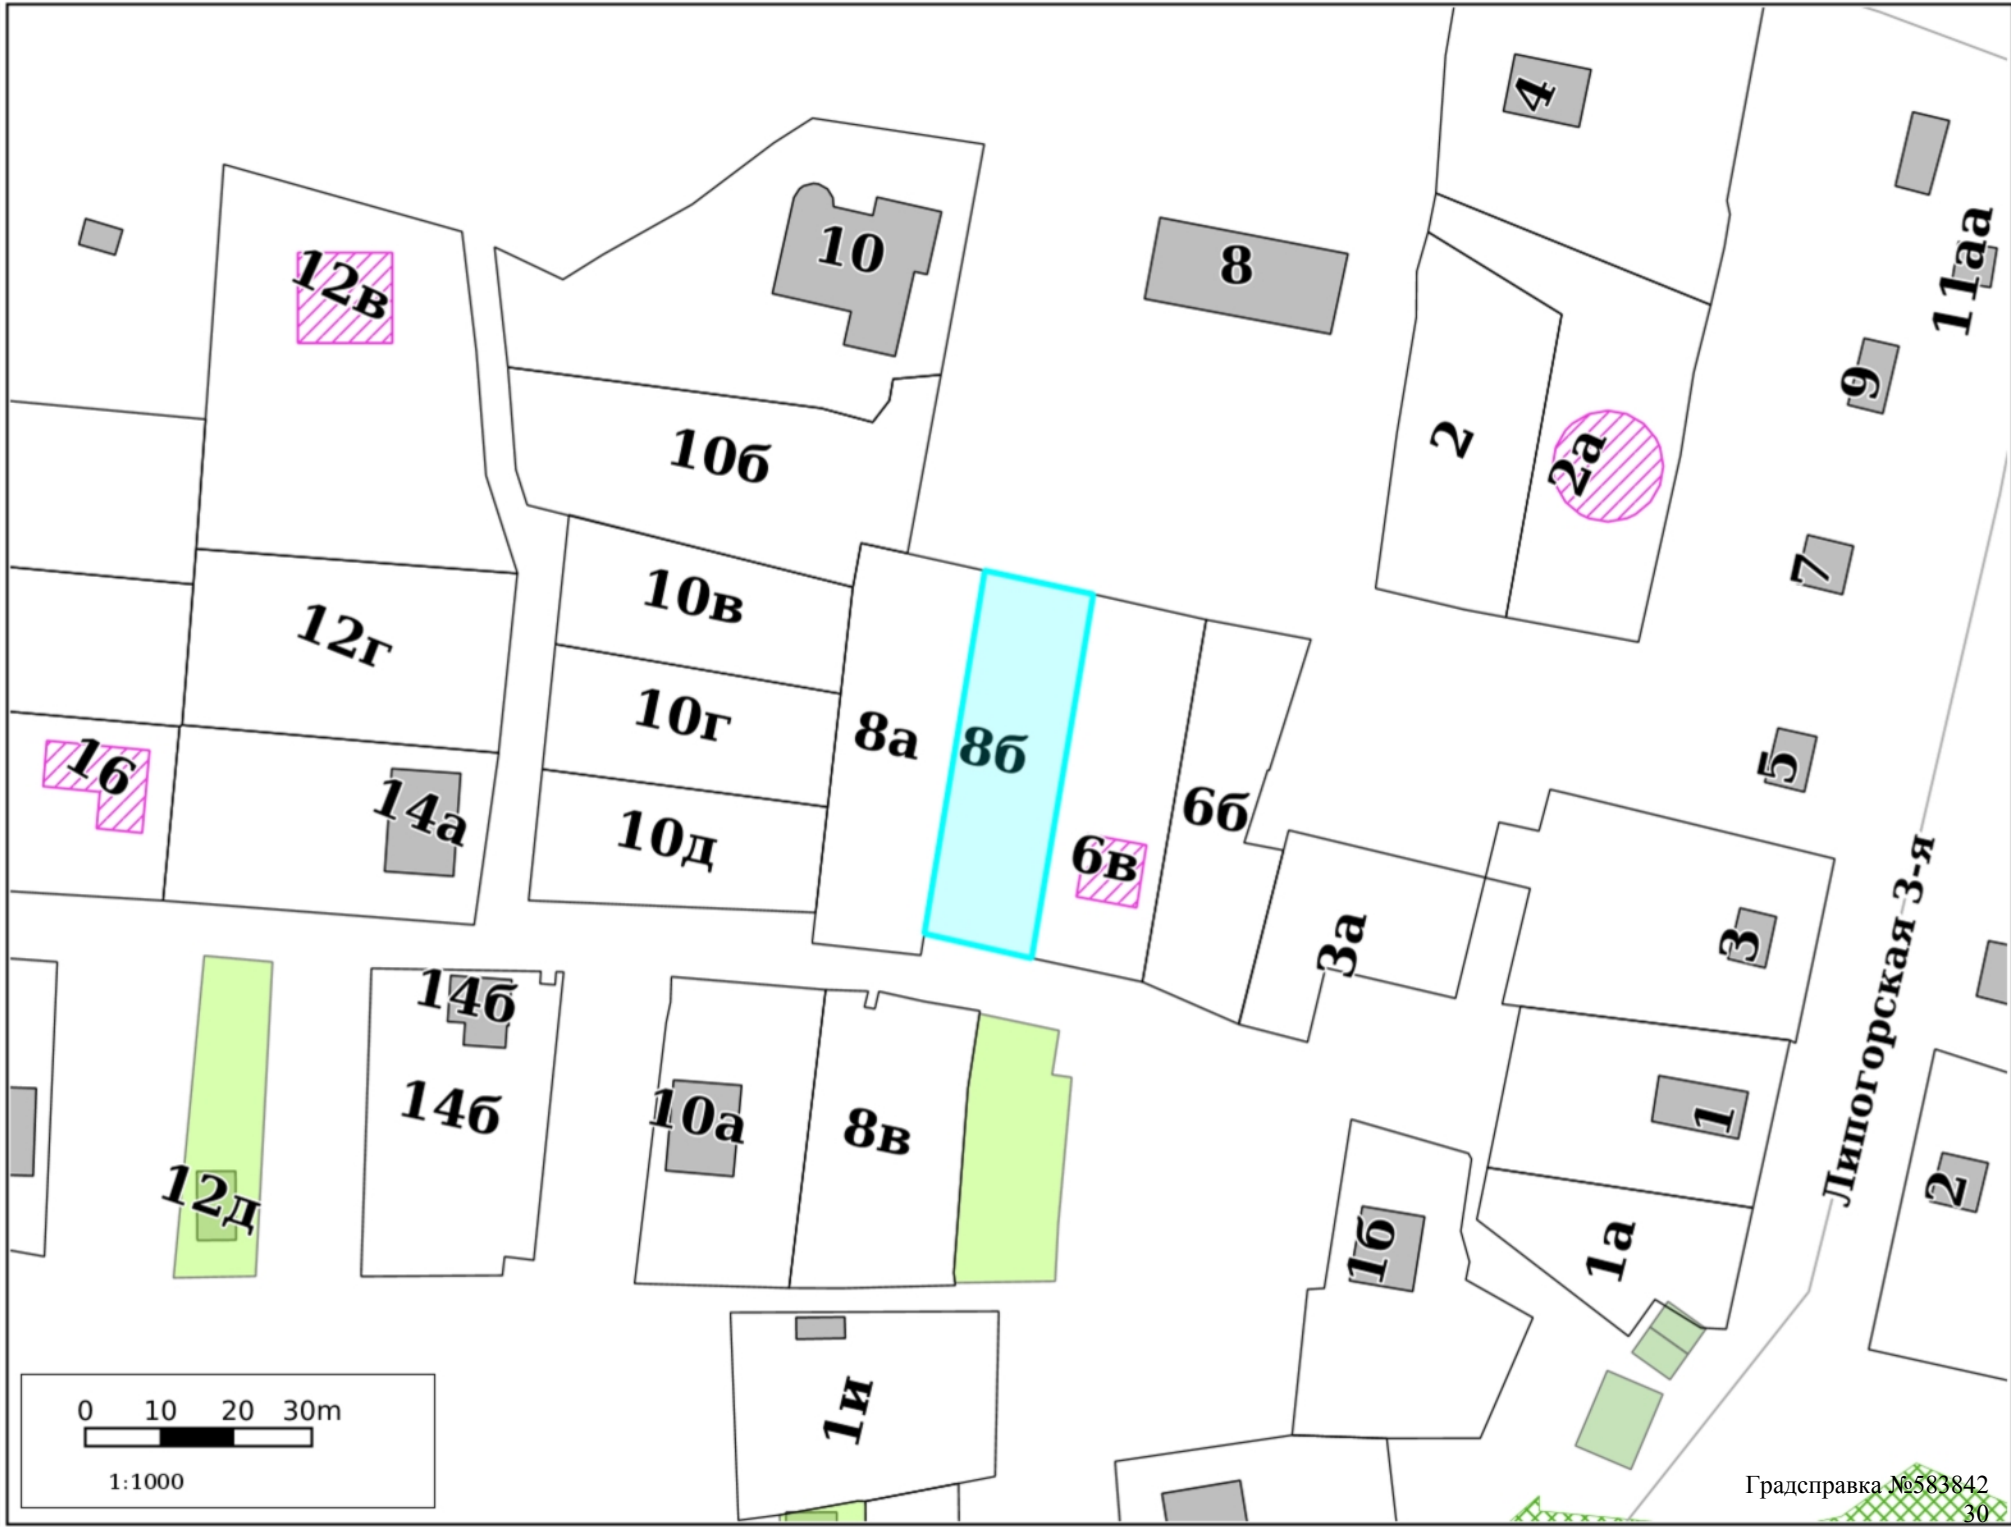 4
11аа
12в
10
8
9
10б
2
2а
7
10в
12г
10г
8а
8б
5
16
14а
10д
6б
6в
3а
3
14б
14б
10а
8в
1
Липогорская 3-я
12д
2
1б
1а
1и
0 10 20 30m
1:1000
Градсправка №583842
30